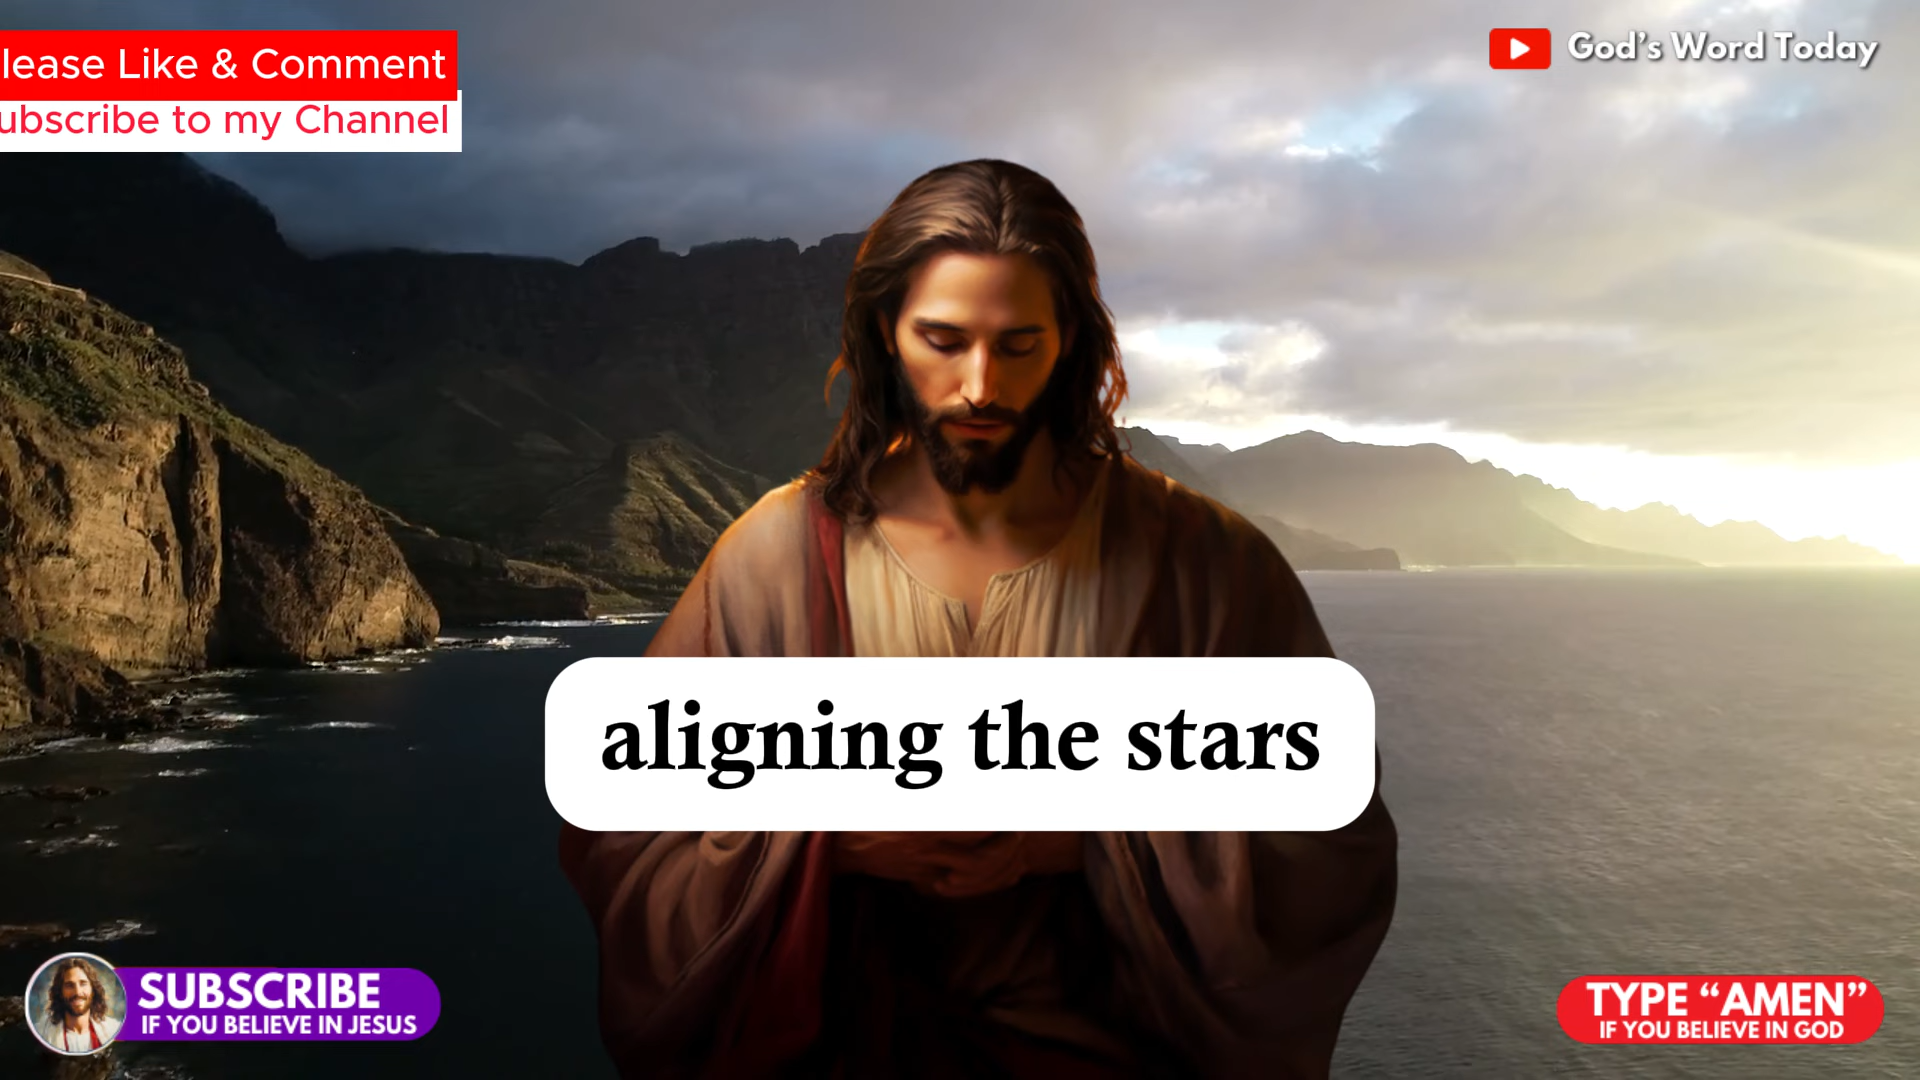 lease Like & Comment
ubscribe to my Channel
God's Word Today
aligning the stars
SUBSCRIBE
IF YOU BELIEVE IN JESUS
TYPE “AMEN”
IF YOU BELIEVE IN GOD